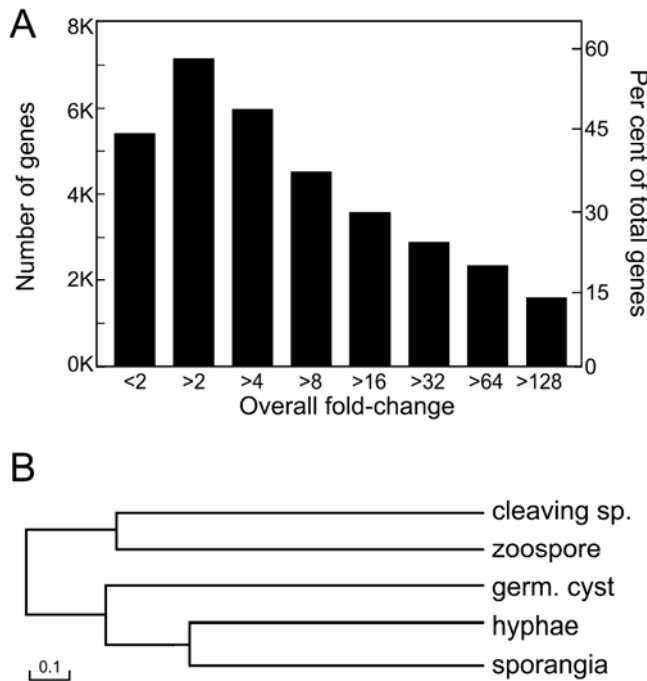 A
8K
6K
4K
2K
0K
Number of genes
60
45
30
15
0
Per cent of total genes
<2 >2 >4 >8 >16 >32 >64 >128
Overall fold-change
B
cleaving sp.
zoospore
germ. cyst
hyphae
sporangia
0.1